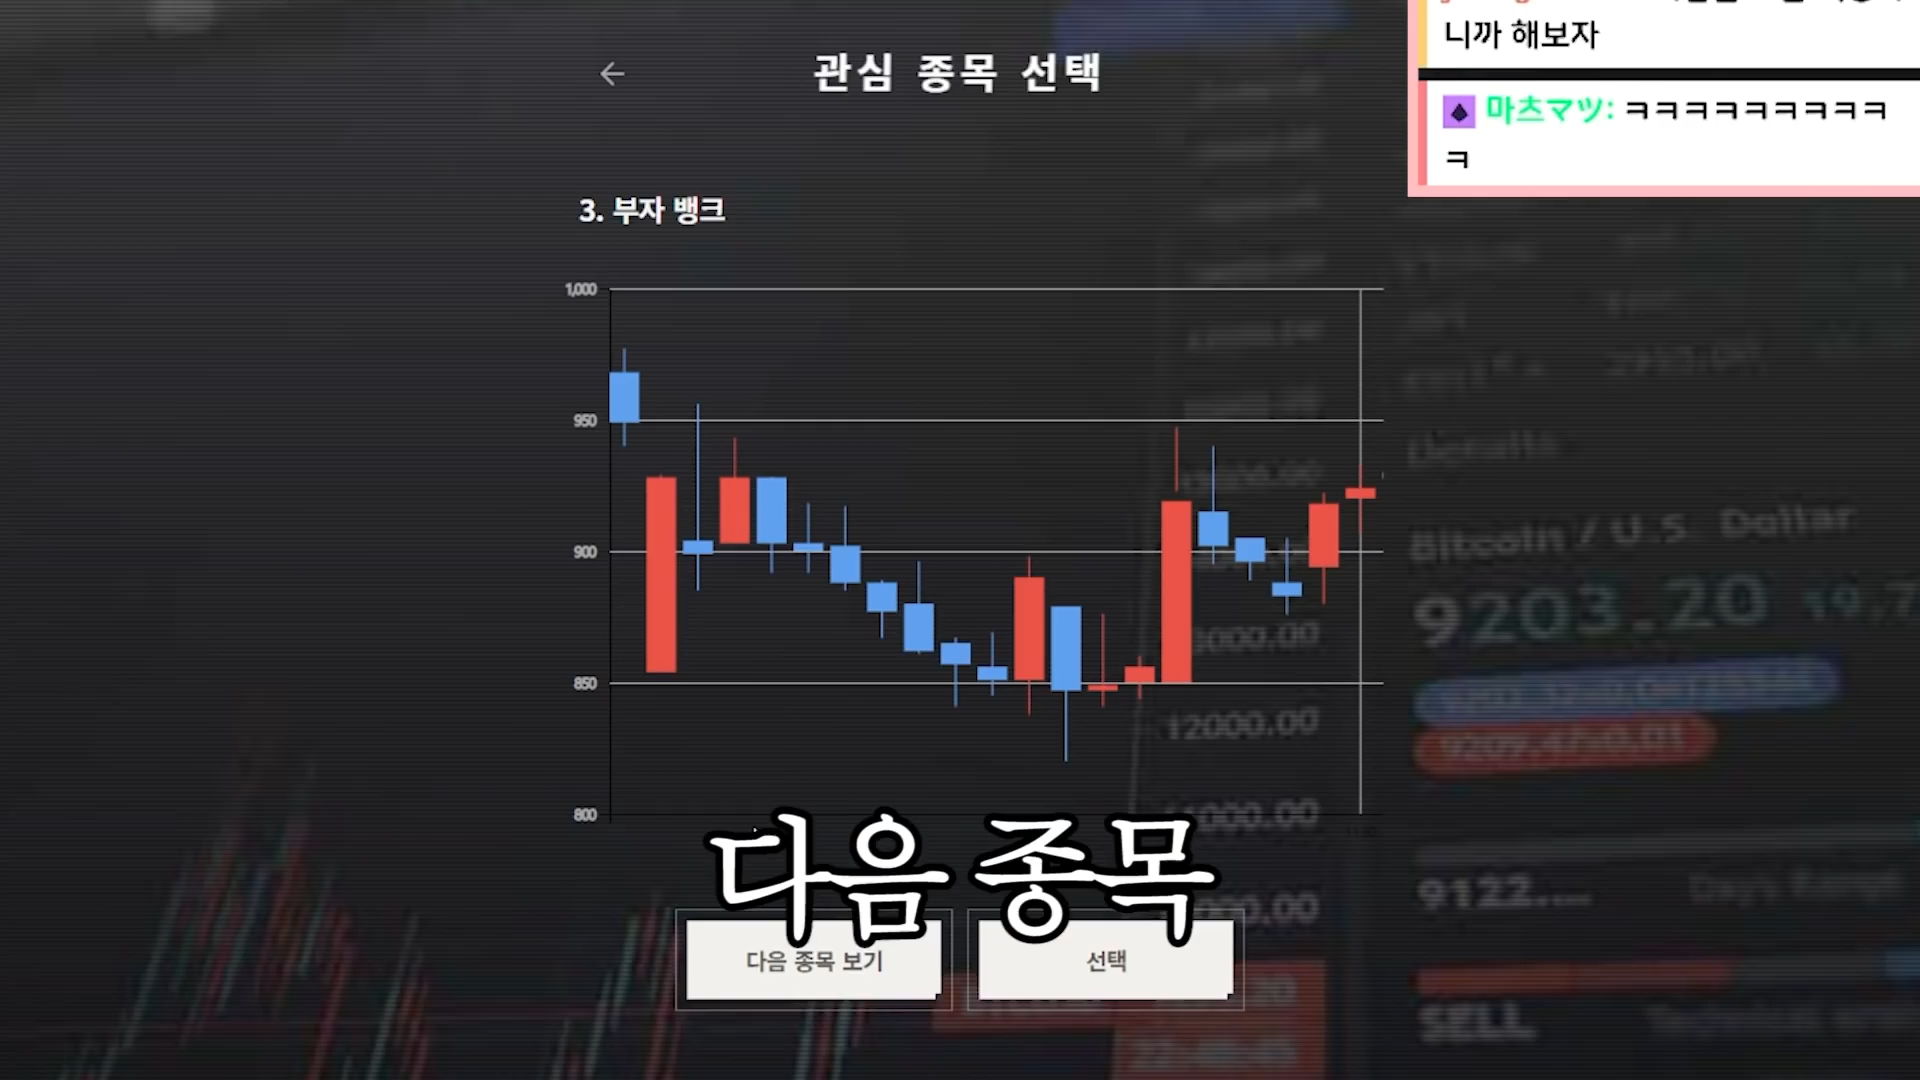 관심 종목 선택
니까 해보자
마츠マツ: ㅋㅋㅋㅋㅋㅋㅋㅋㅋ
ㅋ
3. 부자 뱅크
1,000
950
900
850
800
Bitcoin / U.S. Dollar
9203.20
12000.00
9122.
SELL
다음 종목
다음 종목 보기
선택